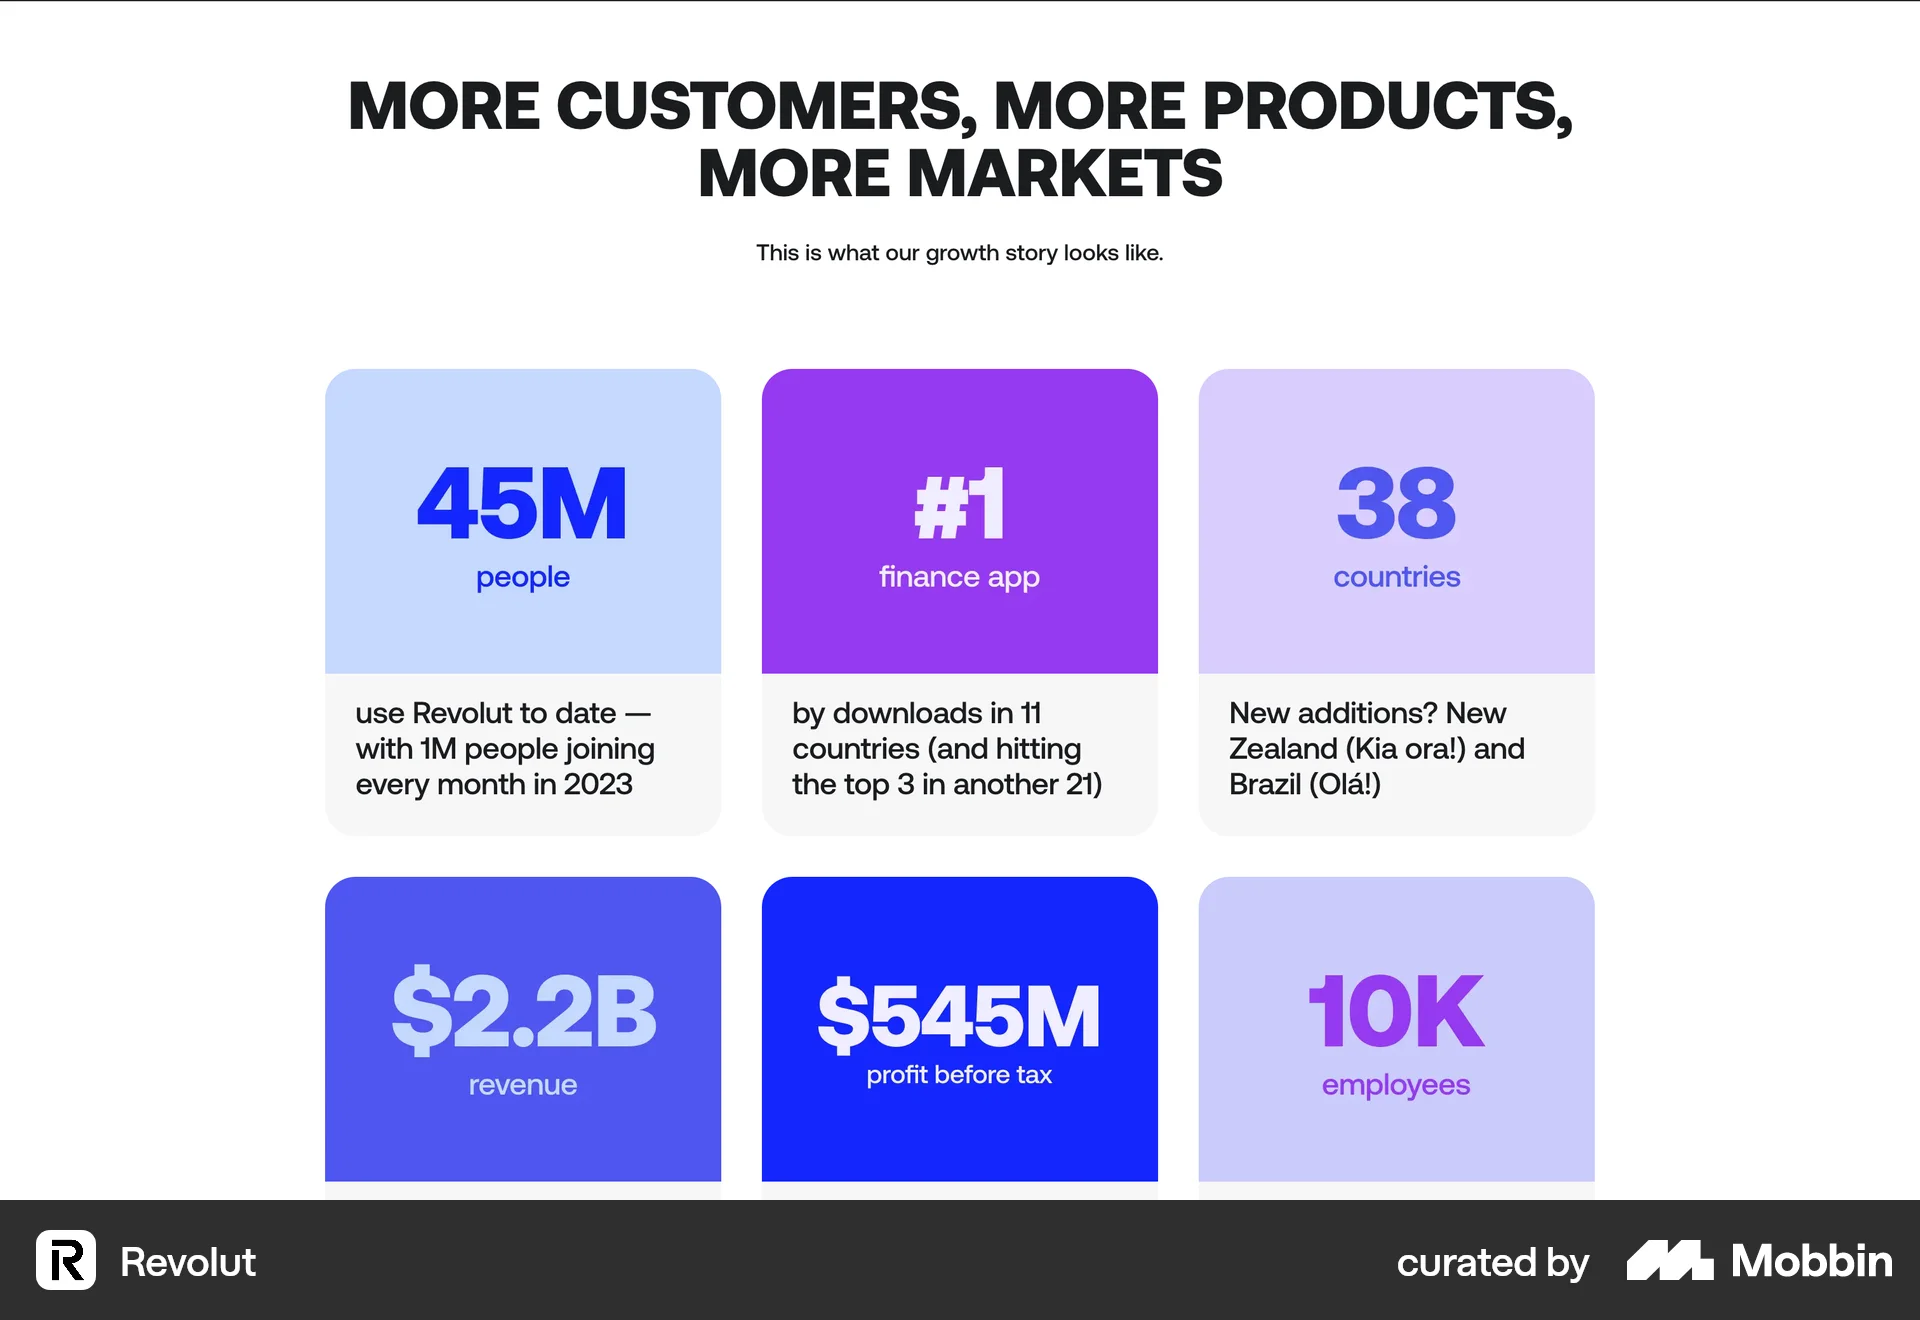 MORE CUSTOMERS, MORE PRODUCTS,
MORE MARKETS
This is what our growth story looks like.
45M
people
use Revolut to date —
with 1M people joining
every month in 2023
#1
finance app
by downloads in 11
countries (and hitting
the top 3 in another 21)
38
countries
New additions? New
Zealand (Kia ora!) and
Brazil (Olá!)
$2.2B
revenue
$545M
profit before tax
10K
employees
Revolut
curated by Mobbin